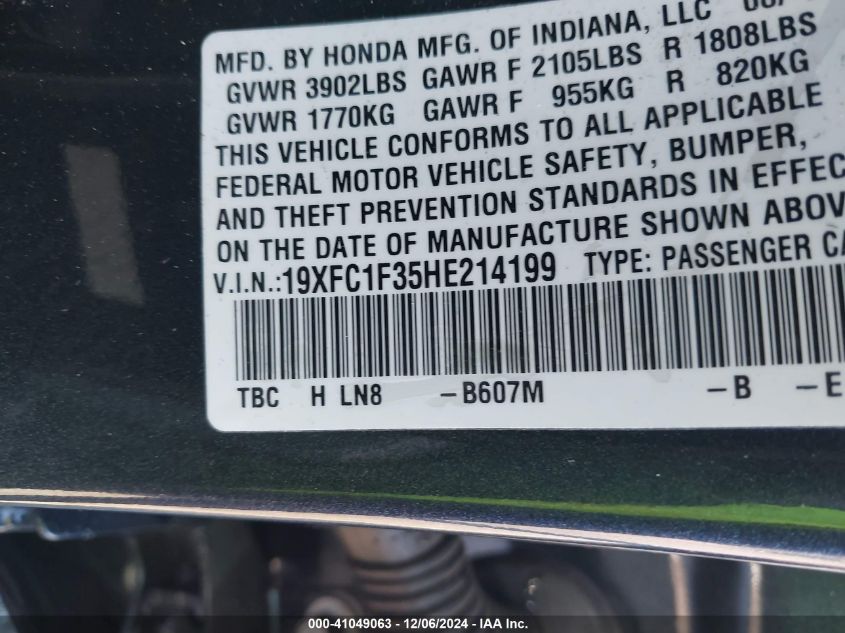 MFD. BY HONDA MFG. OF INDIANA, LLC
GVWR 3902LBS GAWR F 2105LBS R 1808LBS
GVWR 1770KG GAWR F 955KG R 820KG
THIS VEHICLE CONFORMS TO ALL APPLICABLE
FEDERAL MOTOR VEHICLE SAFETY, BUMPER,
AND THEFT PREVENTION STANDARDS IN EFFEC
ON THE DATE OF MANUFACTURE SHOWN ABOV
V.I.N.:19XFC1F35HE214199 TYPE: PASSENGER CA
TBC H LN8 -B607M -B -E
000-41049063 - 12/06/2024 - IAA Inc.